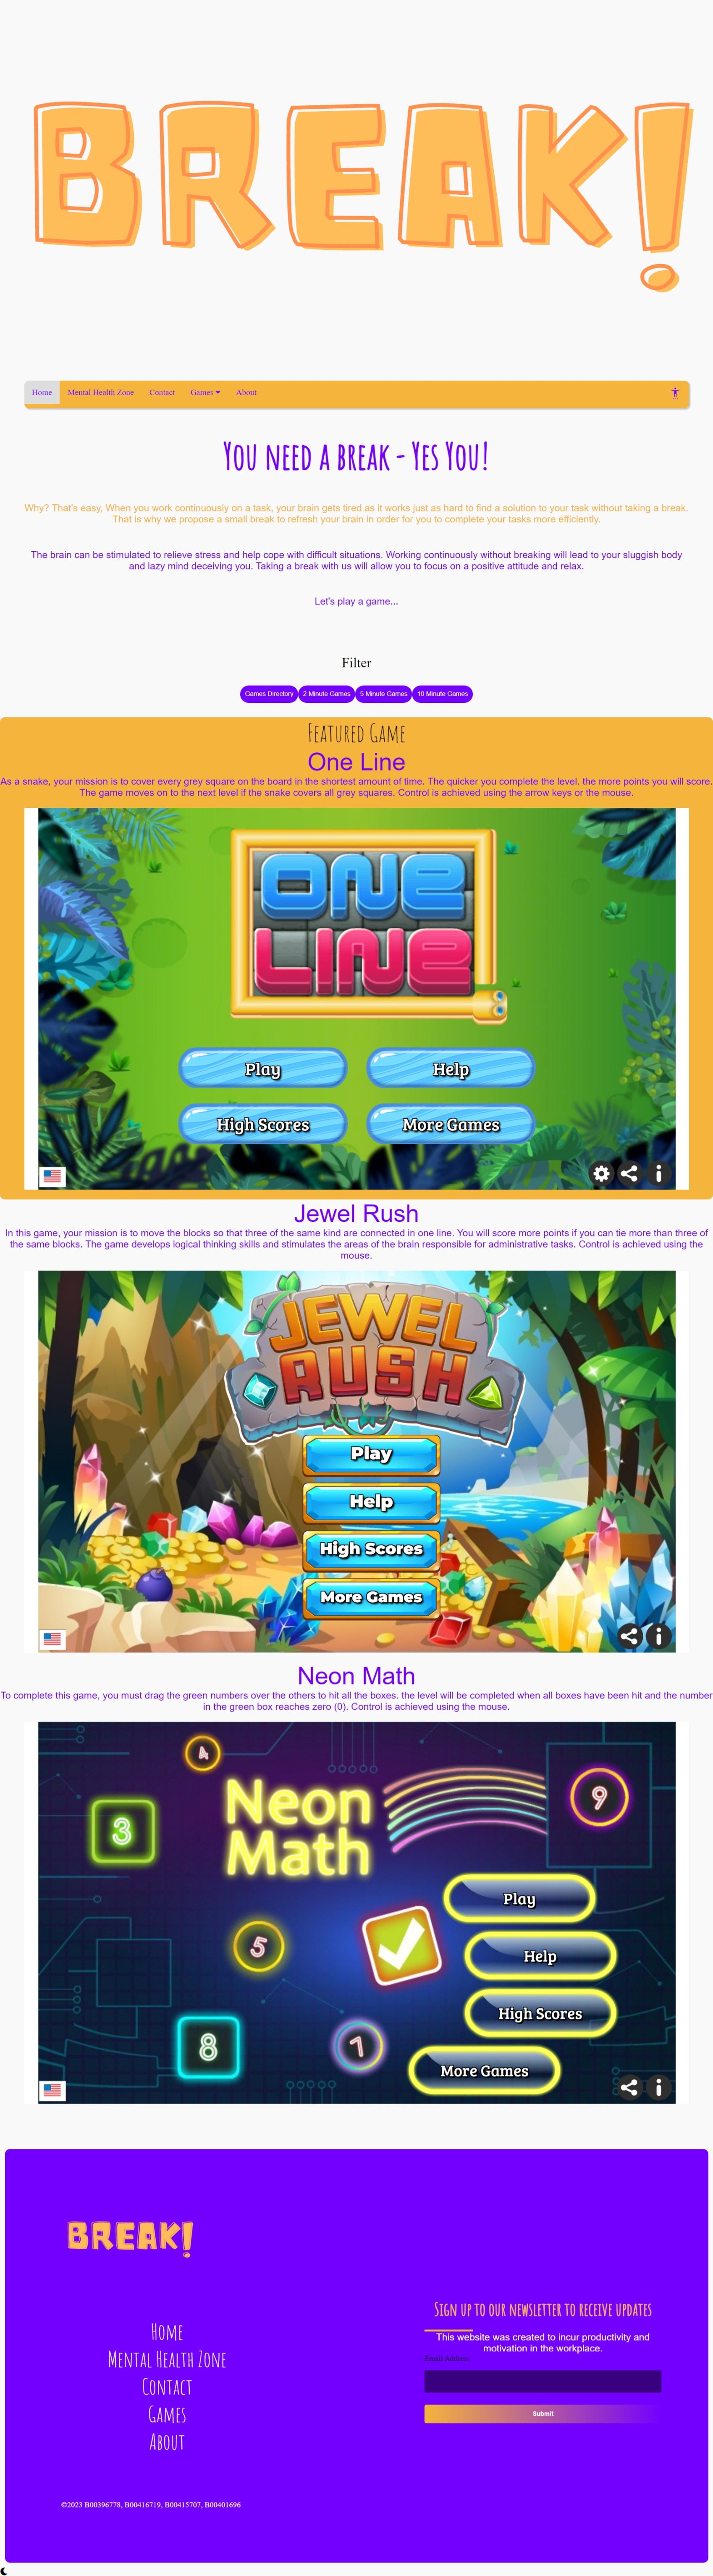 BREAK!
Home Mental Health Zone Contact Games About
You need a break - Yes You!
Why? That's easy, When you work continuously on a task, your brain gets tired as it works just as hard to find a solution to your task without taking a break.
That is why we propose a small break to refresh your brain in order for you to complete your tasks more efficiently.
The brain can be stimulated to relieve stress and help cope with difficult situations. Working continuously without breaking will lead to your sluggish body
and lazy mind deceiving you. Taking a break with us will allow you to focus on a positive attitude and relax.
Let's play a game...
Filter
Games Directory 2 Minute Games 5 Minute Games 10 Minute Games
Featured Game
One Line
As a snake, your mission is to cover every grey square on the board in the shortest amount of time. The quicker you complete the level. the more points you will score.
The game moves on to the next level if the snake covers all grey squares. Control is achieved using the arrow keys or the mouse.
ONE
LINE
Play Help
High Scores More Games
Jewel Rush
In this game, your mission is to move the blocks so that three of the same kind are connected in one line. You will score more points if you can tie more than three of
the same blocks. The game develops logical thinking skills and stimulates the areas of the brain responsible for administrative tasks. Control is achieved using the
mouse.
JEWEL
RUSH
Play
Help
High Scores
More Games
Neon Math
To complete this game, you must drag the green numbers over the others to hit all the boxes. the level will be completed when all boxes have been hit and the number
in the green box reaches zero (0). Control is achieved using the mouse.
4
Neon
Math
9
3
Play
5
Help
High Scores
8
7
More Games
BREAK!
Home
Mental Health Zone
Contact
Games
About
©2023 B00396778, B00416719, B00415707, B00401696
Sign up to our newsletter to receive updates
This website was created to incur productivity and
motivation in the workplace.
Email Address
Submit